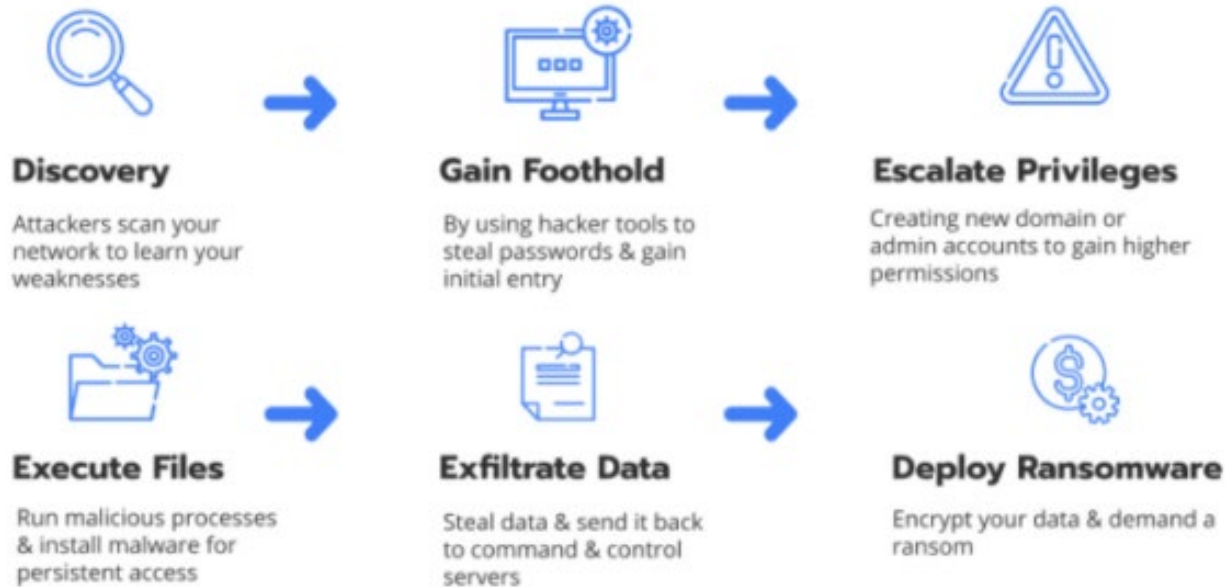 Discovery
Attackers scan your
network to learn your
weaknesses
Gain Foothold
By using hacker tools to
steal passwords & gain
initial entry
Escalate Privileges
Creating new domain or
admin accounts to gain higher
permissions
Execute Files
Run malicious processes
& install malware for
persistent access
Exfiltrate Data
Steal data & send it back
to command & control
servers
$
Deploy Ransomware
Encrypt your data & demand a
ransom